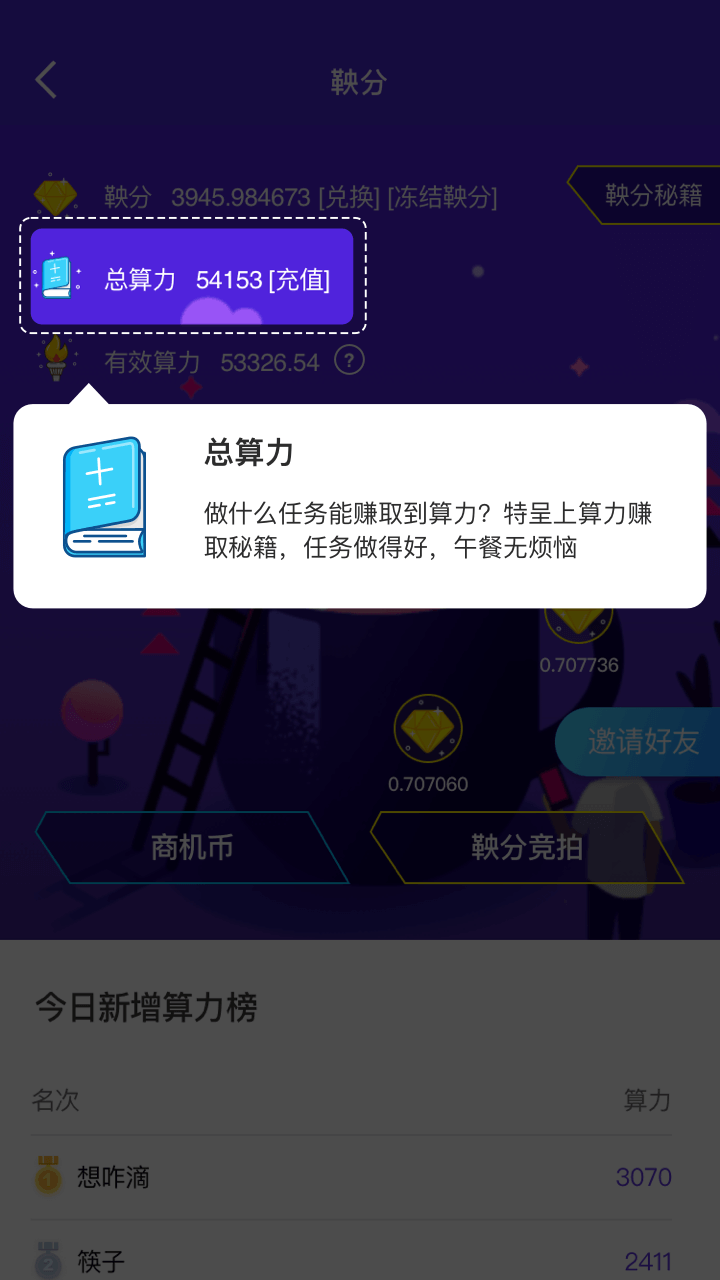 鞅分
鞅分 3945.984673 [兑换] [冻结鞅分]
鞅分秘籍
总算力 54153 [充值]
有效算力 53326.54 ?
总算力
做什么任务能赚取到算力？特呈上算力赚
取秘籍，任务做得好，午餐无烦恼
0.707736
邀请好友
0.707060
商机币
鞅分竞拍
今日新增算力榜
名次 算力
1 想咋滴 3070
2 筷子 2411